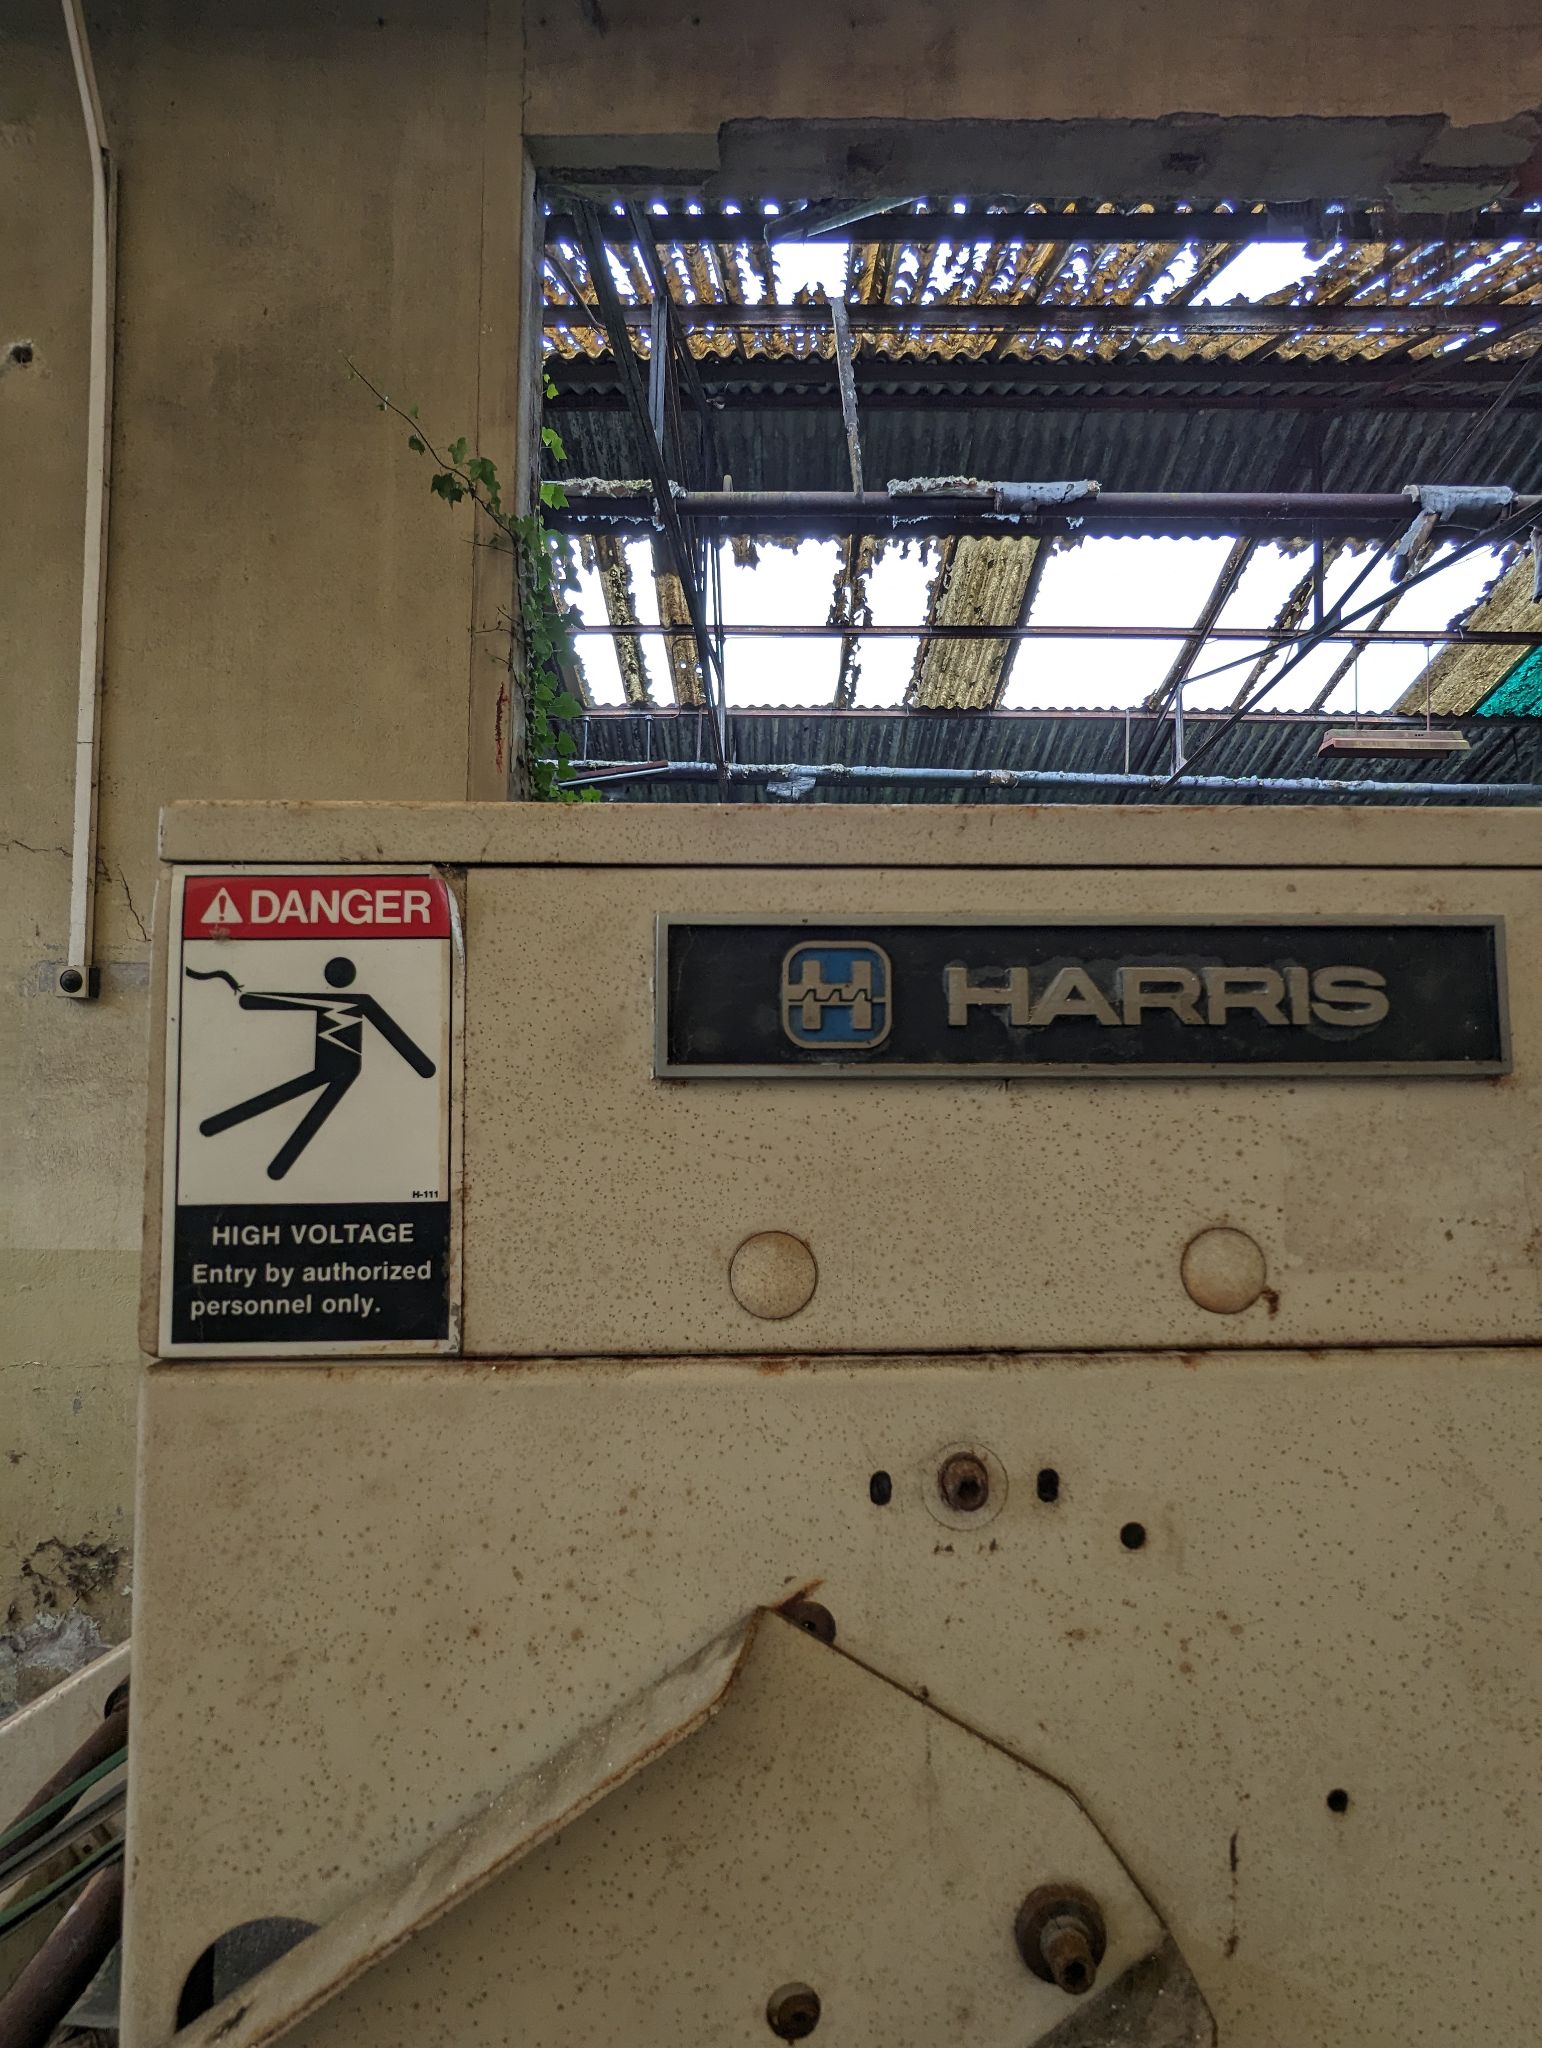 DANGER
HARRIS
H-111
HIGH VOLTAGE
Entry by authorized
personnel only.